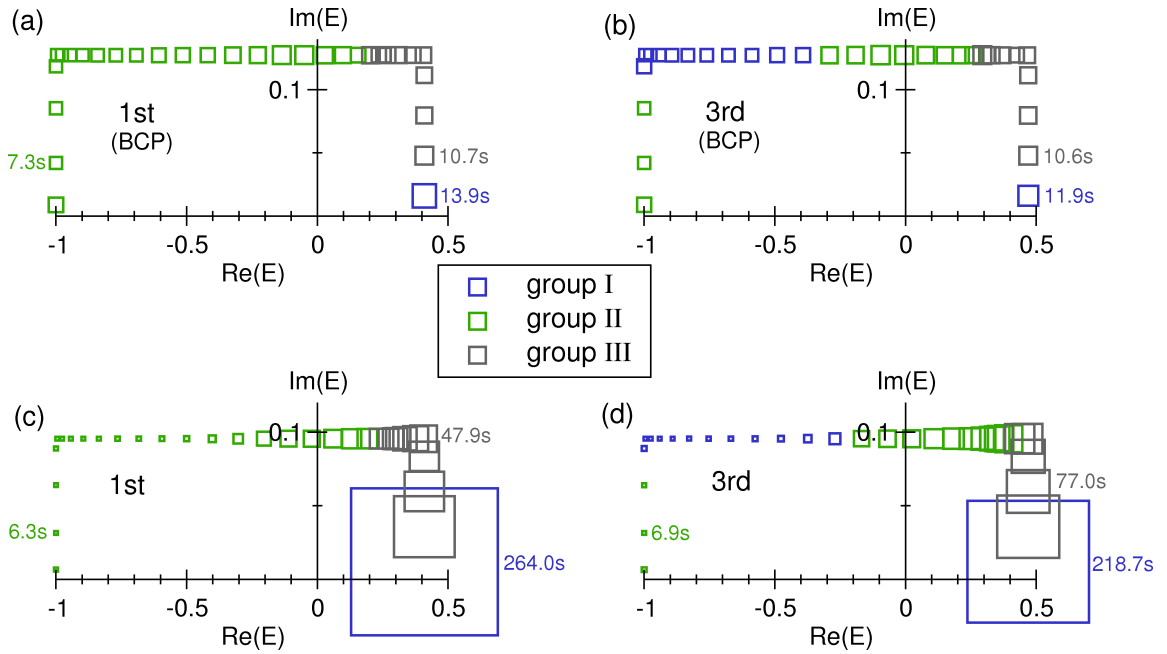 (a)
Im(E)
0.1
1st
(BCP)
7.3s
10.7s
13.9s
-1 -0.5 0 0.5
Re(E)
(b)
Im(E)
0.1
3rd
(BCP)
10.6s
11.9s
-1 -0.5 0 0.5
Re(E)
group I
group II
group III
(c)
Im(E)
0.1
47.9s
1st
6.3s
264.0s
-1 -0.5 0 0.5
Re(E)
(d)
Im(E)
0.1
3rd
77.0s
6.9s
218.7s
-1 -0.5 0 0.5
Re(E)